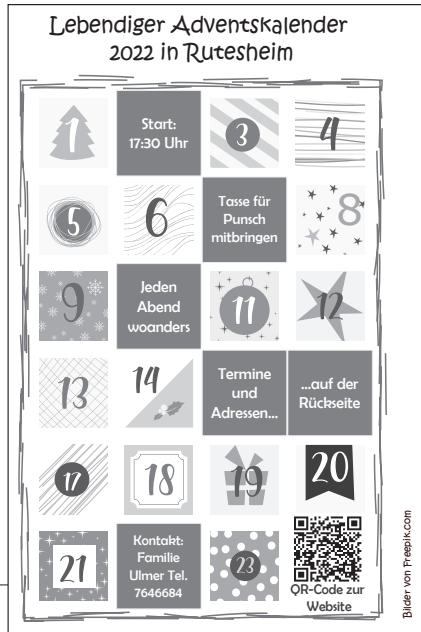 Lebendiger Adventskalender
2022 in Rutesheim
1
Start:
17:30 Uhr
3
4
5
6
Tasse für
Punsch
mitbringen
8
9
Jeden
Abend
woanders
11
12
13
14
Termine
und
Adressen...
...auf der
Rückseite
17
18
19
20
21
Kontakt:
Familie
Ulmer Tel.
7646684
23
QR-Code zur
Website
Bilder von Freepik.com